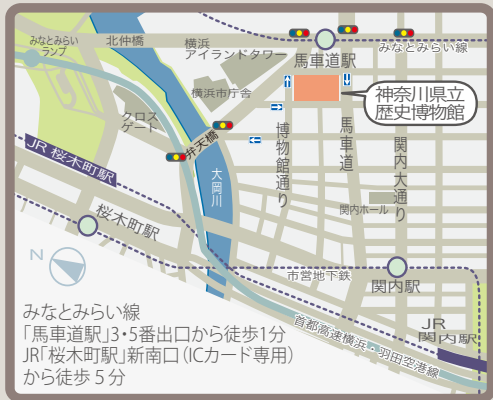 みなとみらい
ランプ
北仲橋
横浜
アイランドタワー
馬車道駅
みなとみらい線
横浜市庁舎
神奈川県立
歴史博物館
クロス
ゲート
弁天橋
JR 桜木町駅
大岡川
博物館通り
馬車道
関内大通り
桜木町駅
関内ホール
N
市営地下鉄
関内駅
みなとみらい線
「馬車道駅」3・5番出口から徒歩1分
JR「桜木町駅」新南口（ICカード専用）
から徒歩 5 分
首都高速横浜・羽田空港線
JR
関内駅